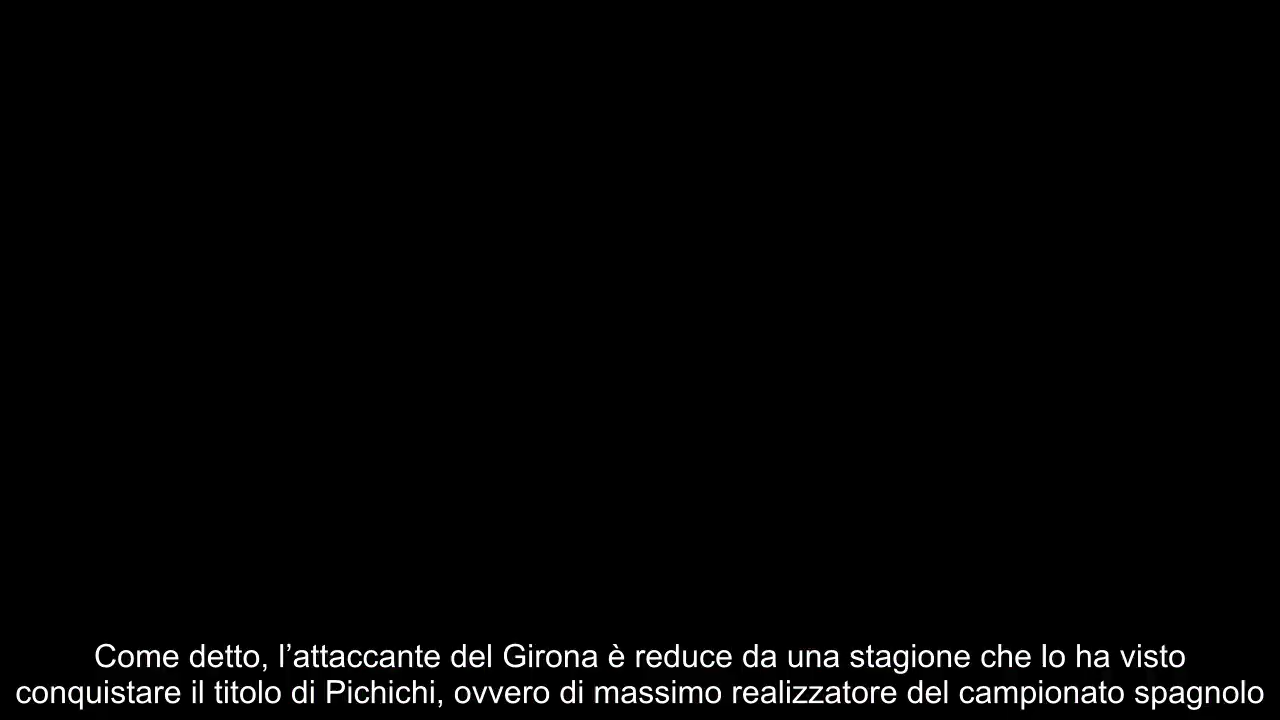 Come detto, l’attaccante del Girona è reduce da una stagione che lo ha visto
conquistare il titolo di Pichichi, ovvero di massimo realizzatore del campionato spagnolo